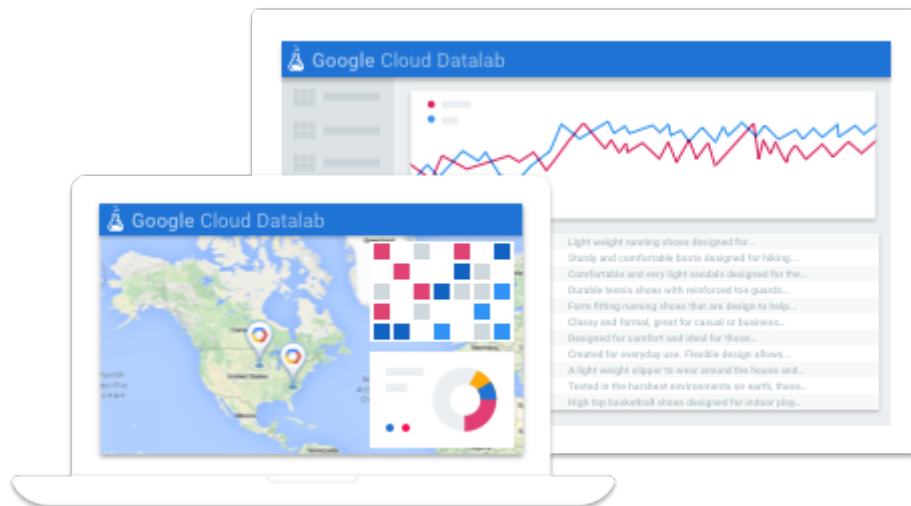 Google Cloud Datalab
Light weight running shoes designed for...
Sturdy and comfortable boots designed for hiking...
Comfortable and very light sandals designed for the...
Durable tennis shoes with reinforced toe guards...
Form fitting running shoes that are design to help...
Classy and formal, great for casual or business...
Designed for comfort and ideal for those...
Created for everyday use. Flexible design allows...
A light weight slipper to wear around the house and...
Tested in the harshest environments on earth, these...
High top basketball shoes designed for indoor play...
Google Cloud Datalab
United States
Mexico
Venezuela